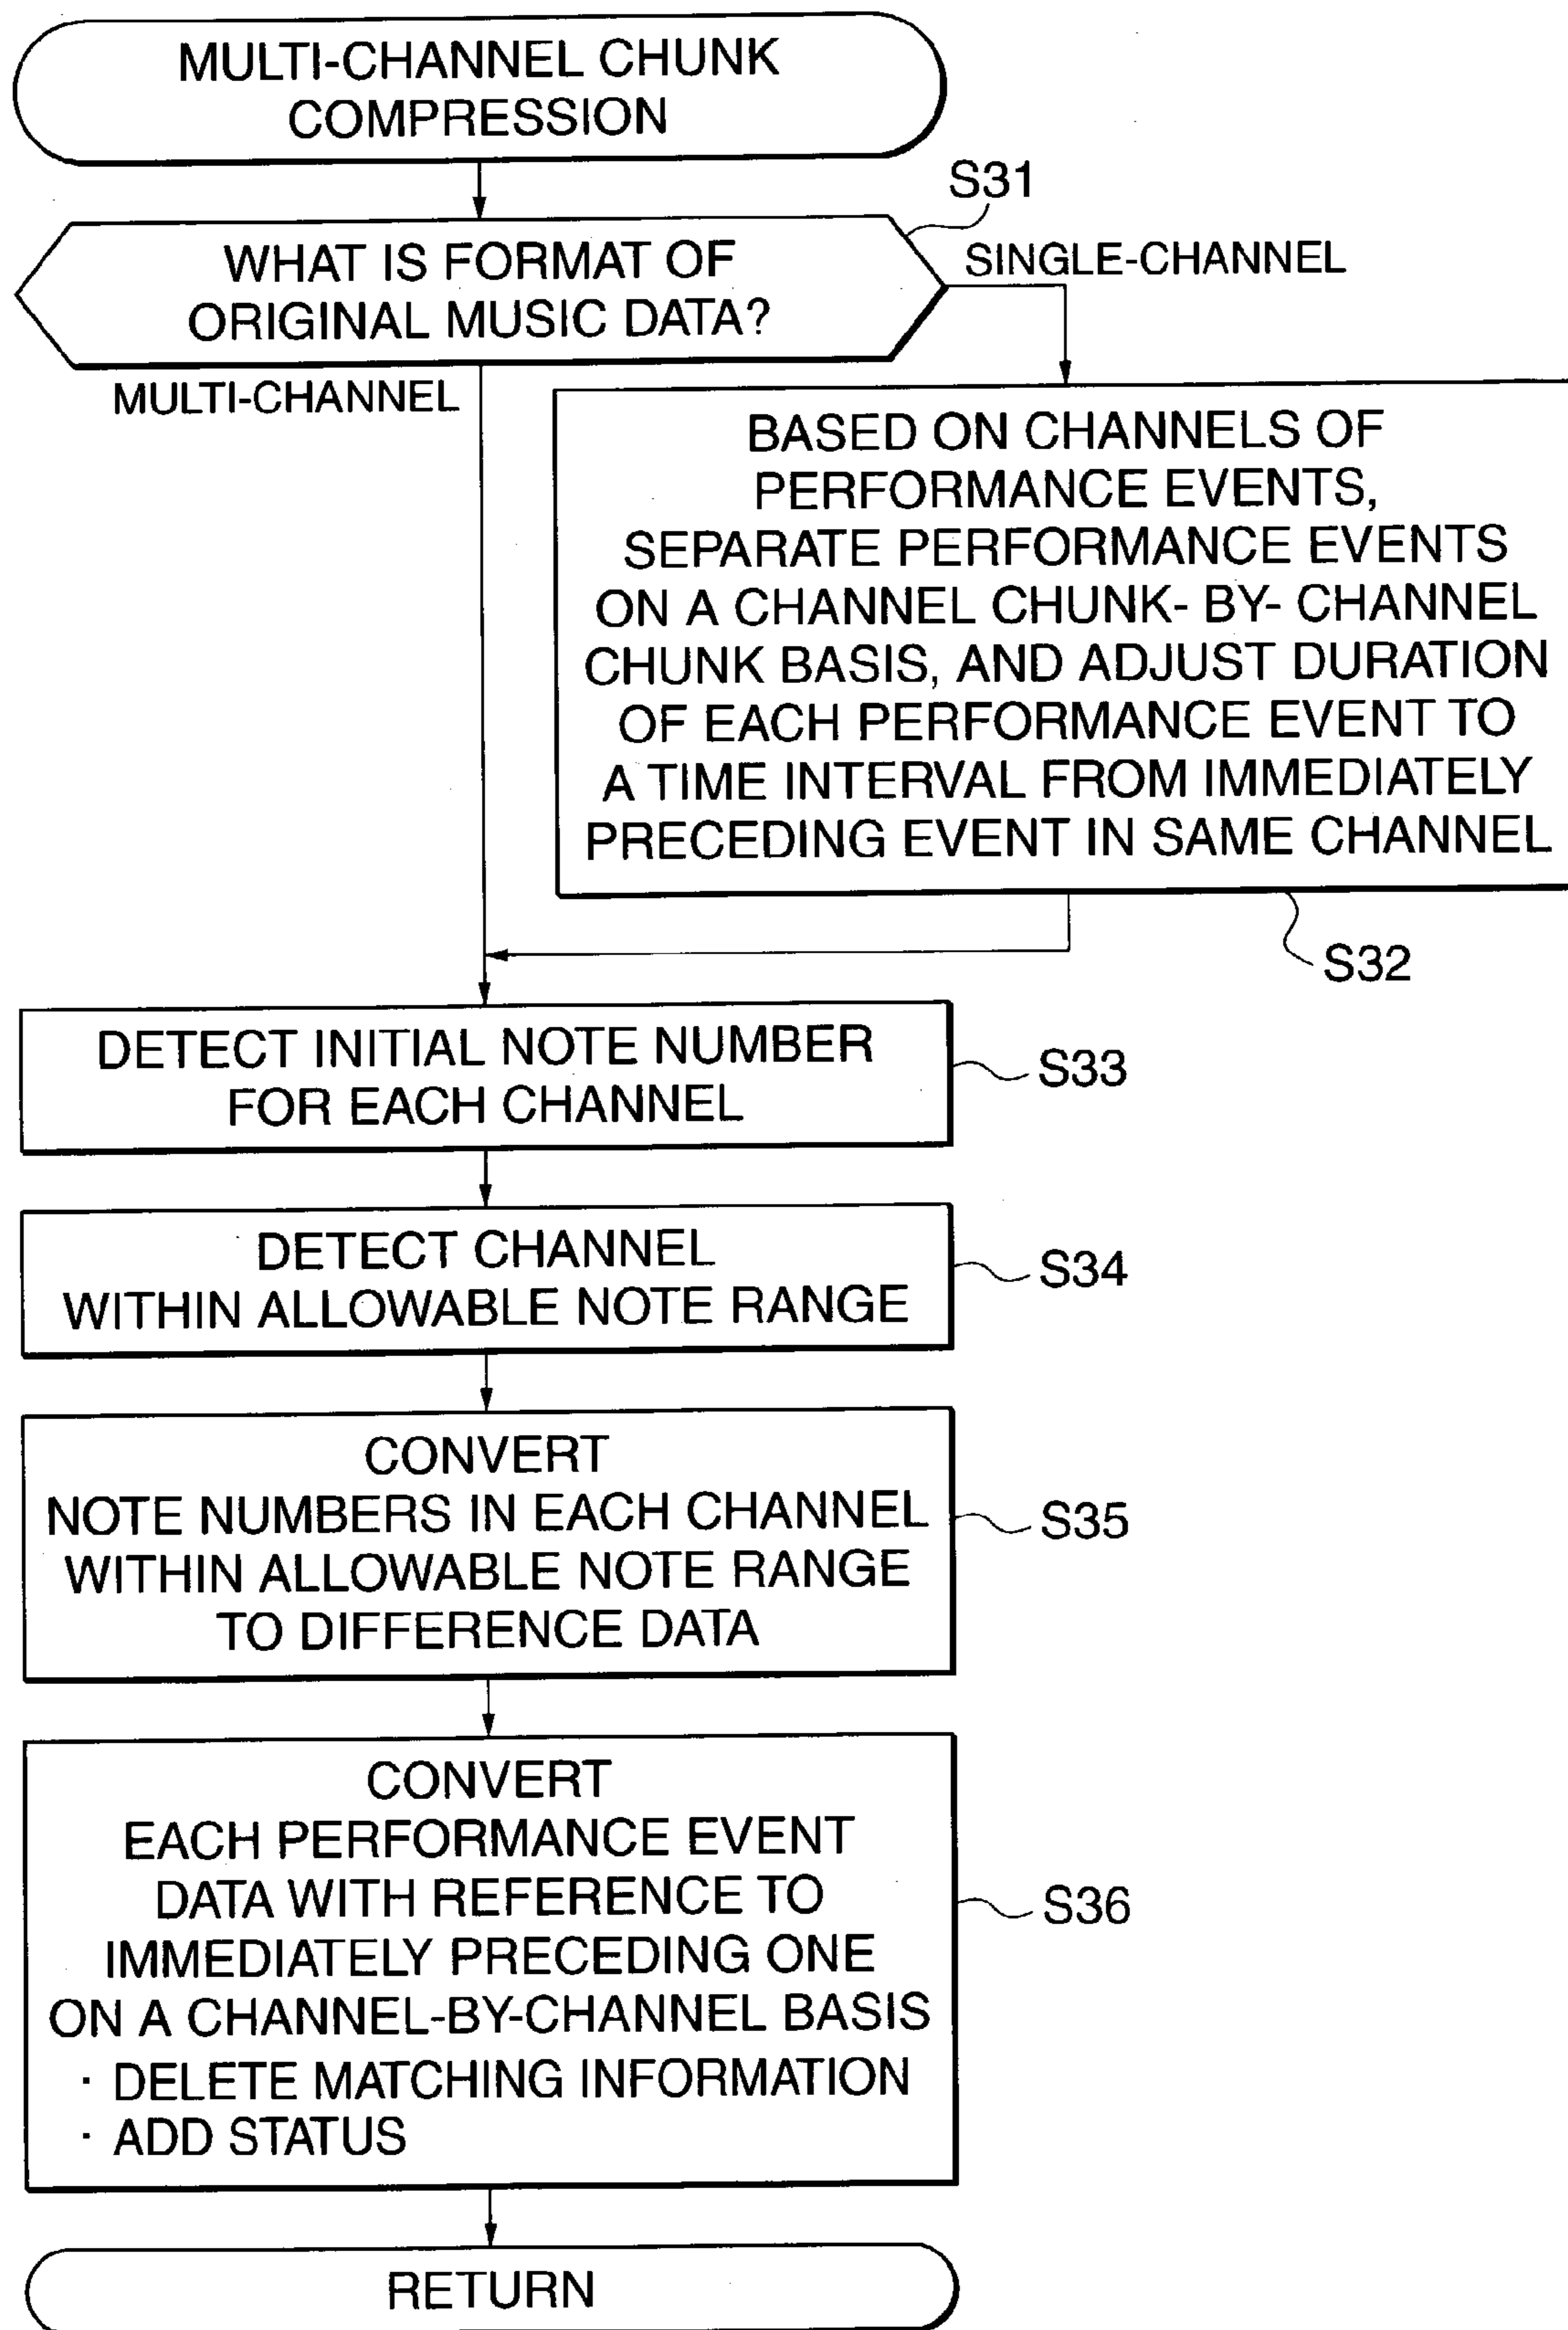 MULTI-CHANNEL CHUNK
COMPRESSION
S31
WHAT IS FORMAT OF
ORIGINAL MUSIC DATA?
SINGLE-CHANNEL
MULTI-CHANNEL
BASED ON CHANNELS OF
PERFORMANCE EVENTS,
SEPARATE PERFORMANCE EVENTS
ON A CHANNEL CHUNK- BY- CHANNEL
CHUNK BASIS, AND ADJUST DURATION
OF EACH PERFORMANCE EVENT TO
A TIME INTERVAL FROM IMMEDIATELY
PRECEDING EVENT IN SAME CHANNEL
S32
DETECT INITIAL NOTE NUMBER
FOR EACH CHANNEL
S33
DETECT CHANNEL
WITHIN ALLOWABLE NOTE RANGE
S34
CONVERT
NOTE NUMBERS IN EACH CHANNEL
WITHIN ALLOWABLE NOTE RANGE
TO DIFFERENCE DATA
S35
CONVERT
EACH PERFORMANCE EVENT
DATA WITH REFERENCE TO
IMMEDIATELY PRECEDING ONE
ON A CHANNEL-BY-CHANNEL BASIS
· DELETE MATCHING INFORMATION
· ADD STATUS
S36
RETURN